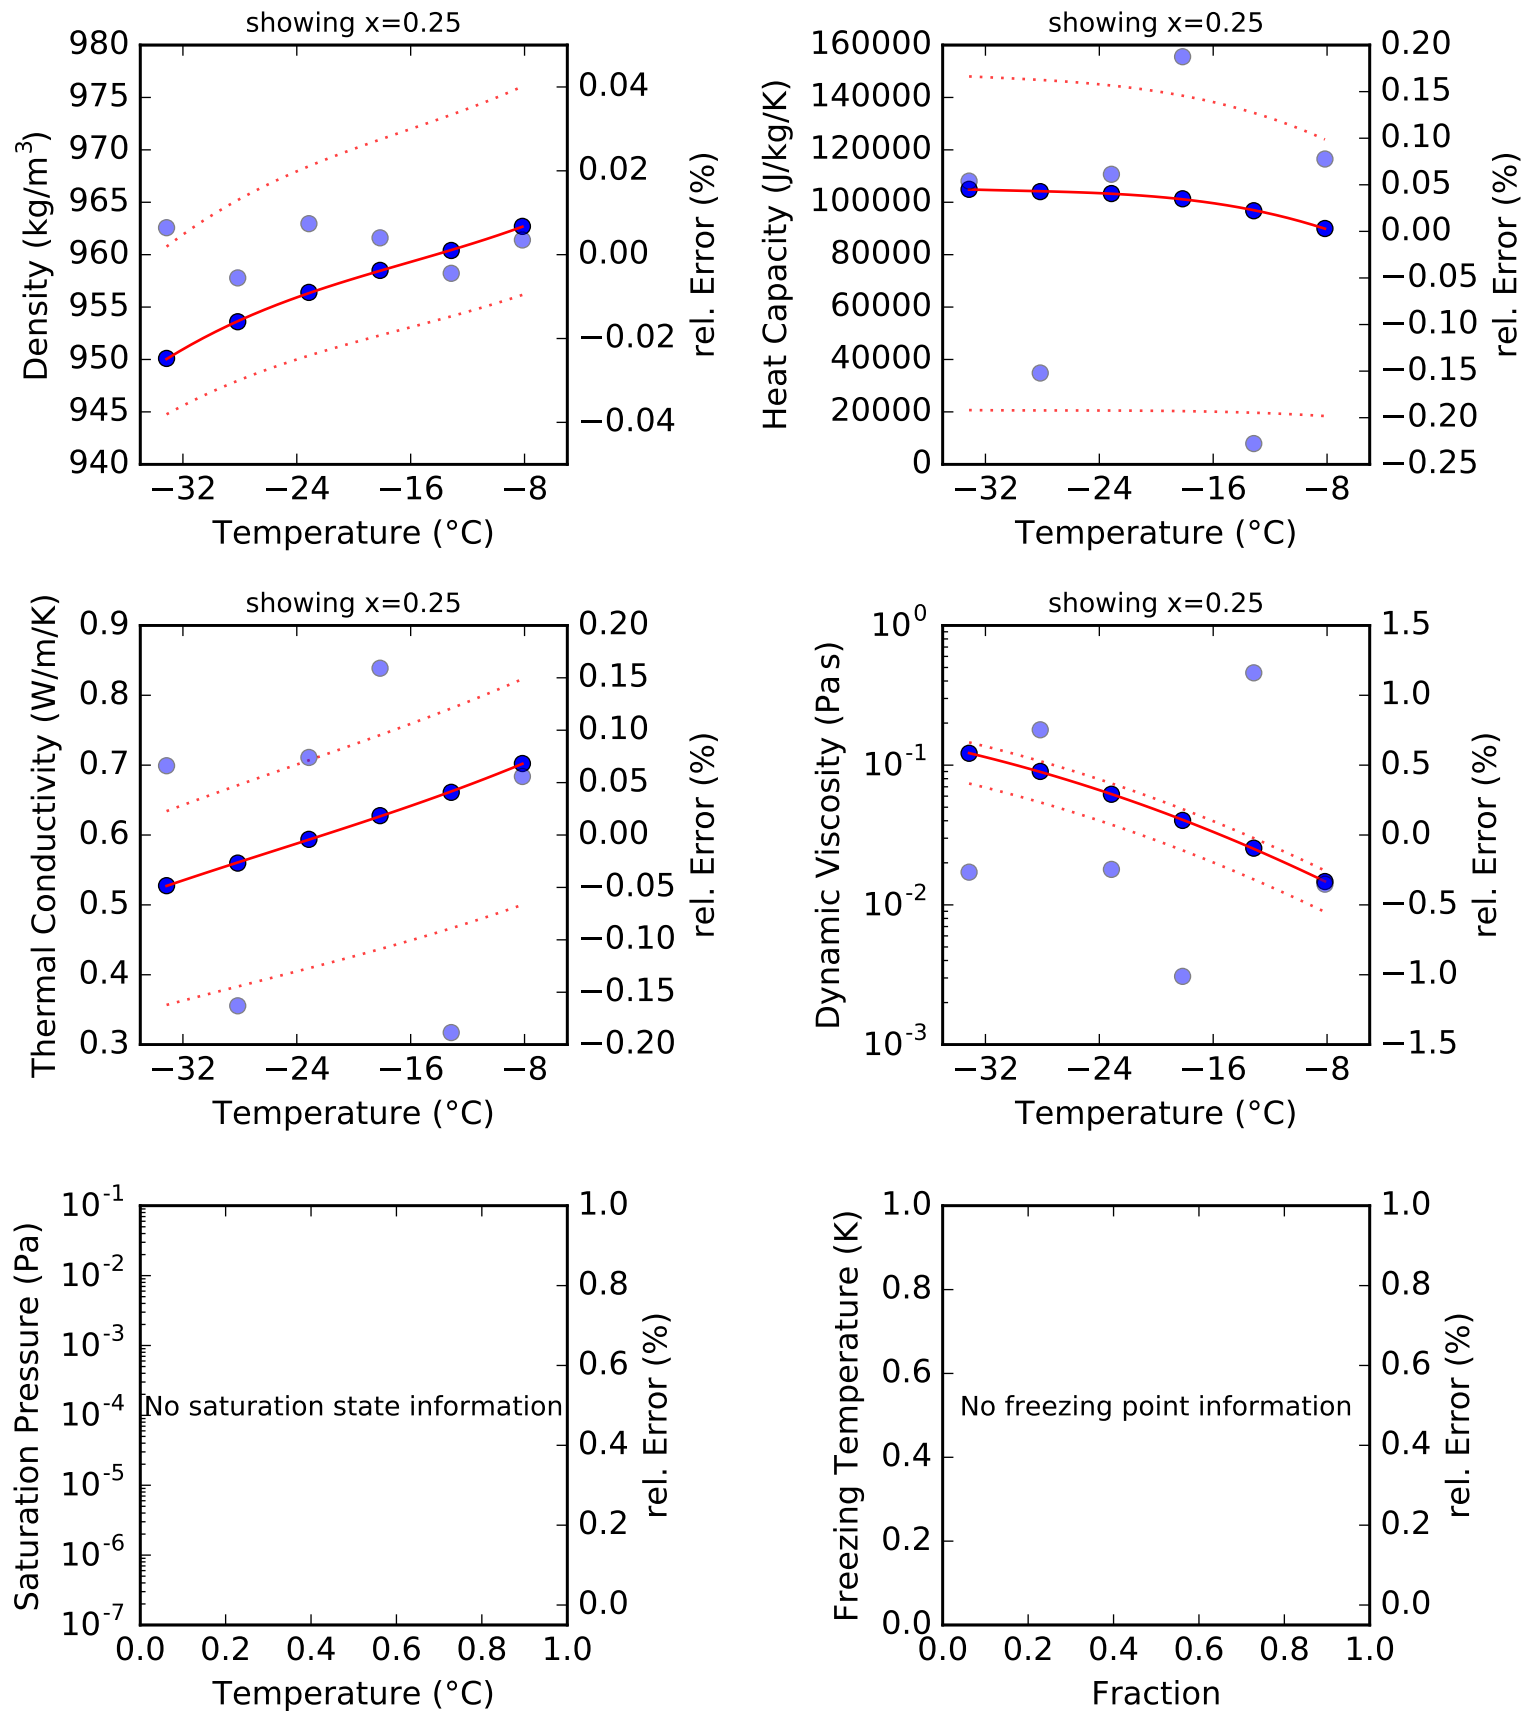 showing x=0.25
Density (kg/m³)
980
975
970
965
960
955
950
945
940
0.04
0.02
0.00
−0.02
−0.04
rel. Error (%)
−32 −24 −16 −8
Temperature (°C)
showing x=0.25
Heat Capacity (J/kg/K)
160000
140000
120000
100000
80000
60000
40000
20000
0
0.20
0.15
0.10
0.05
0.00
−0.05
−0.10
−0.15
−0.20
−0.25
rel. Error (%)
−32 −24 −16 −8
Temperature (°C)
showing x=0.25
Thermal Conductivity (W/m/K)
0.9
0.8
0.7
0.6
0.5
0.4
0.3
0.20
0.15
0.10
0.05
0.00
−0.05
−0.10
−0.15
−0.20
rel. Error (%)
−32 −24 −16 −8
Temperature (°C)
showing x=0.25
Dynamic Viscosity (Pa s)
10⁰
10⁻¹
10⁻²
10⁻³
1.5
1.0
0.5
0.0
−0.5
−1.0
−1.5
rel. Error (%)
−32 −24 −16 −8
Temperature (°C)
Saturation Pressure (Pa)
10⁻¹
10⁻²
10⁻³
10⁻⁴
10⁻⁵
10⁻⁶
10⁻⁷
No saturation state information
1.0
0.8
0.6
0.4
0.2
0.0
rel. Error (%)
0.0 0.2 0.4 0.6 0.8 1.0
Temperature (°C)
Freezing Temperature (K)
1.0
0.8
0.6
0.4
0.2
0.0
No freezing point information
1.0
0.8
0.6
0.4
0.2
0.0
rel. Error (%)
0.0 0.2 0.4 0.6 0.8 1.0
Fraction